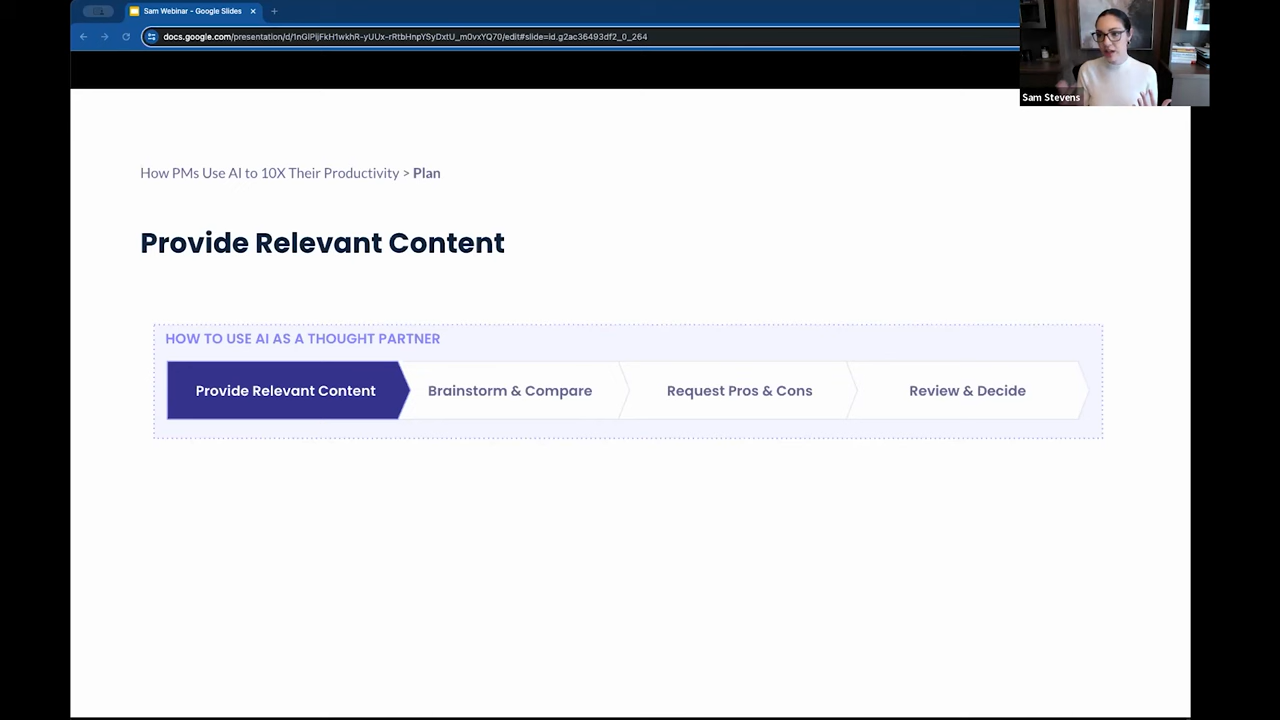 Sam Webinar - Google Slides
docs.google.com/presentation/d/1nGlPijFkH1wkhR-yUUx-rRtbHnpYSyDxtU_m0vxYQ70/edit#slide=id.g2ac36493df2_0_264
Sam Stevens
How PMs Use AI to 10X Their Productivity > Plan
Provide Relevant Content
HOW TO USE AI AS A THOUGHT PARTNER
Provide Relevant Content
Brainstorm & Compare
Request Pros & Cons
Review & Decide